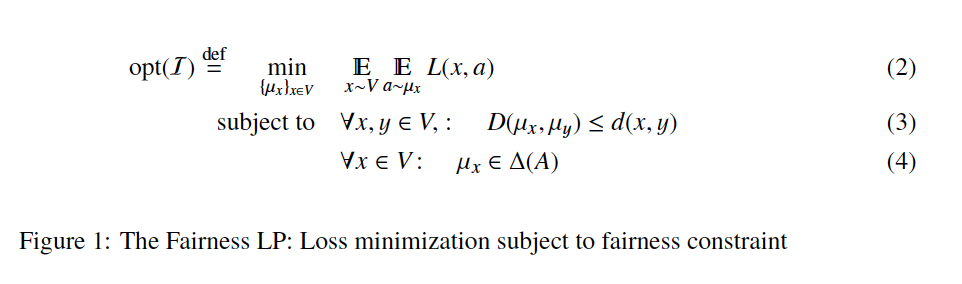 opt(𝓘) ≝ min_{{μ_x}_{x∈V}} 𝔼_{x∼V} 𝔼_{a∼μ_x} L(x, a) (2)
subject to ∀x, y ∈ V, : D(μ_x, μ_y) ≤ d(x, y) (3)
∀x ∈ V : μ_x ∈ Δ(A) (4)
Figure 1: The Fairness LP: Loss minimization subject to fairness constraint